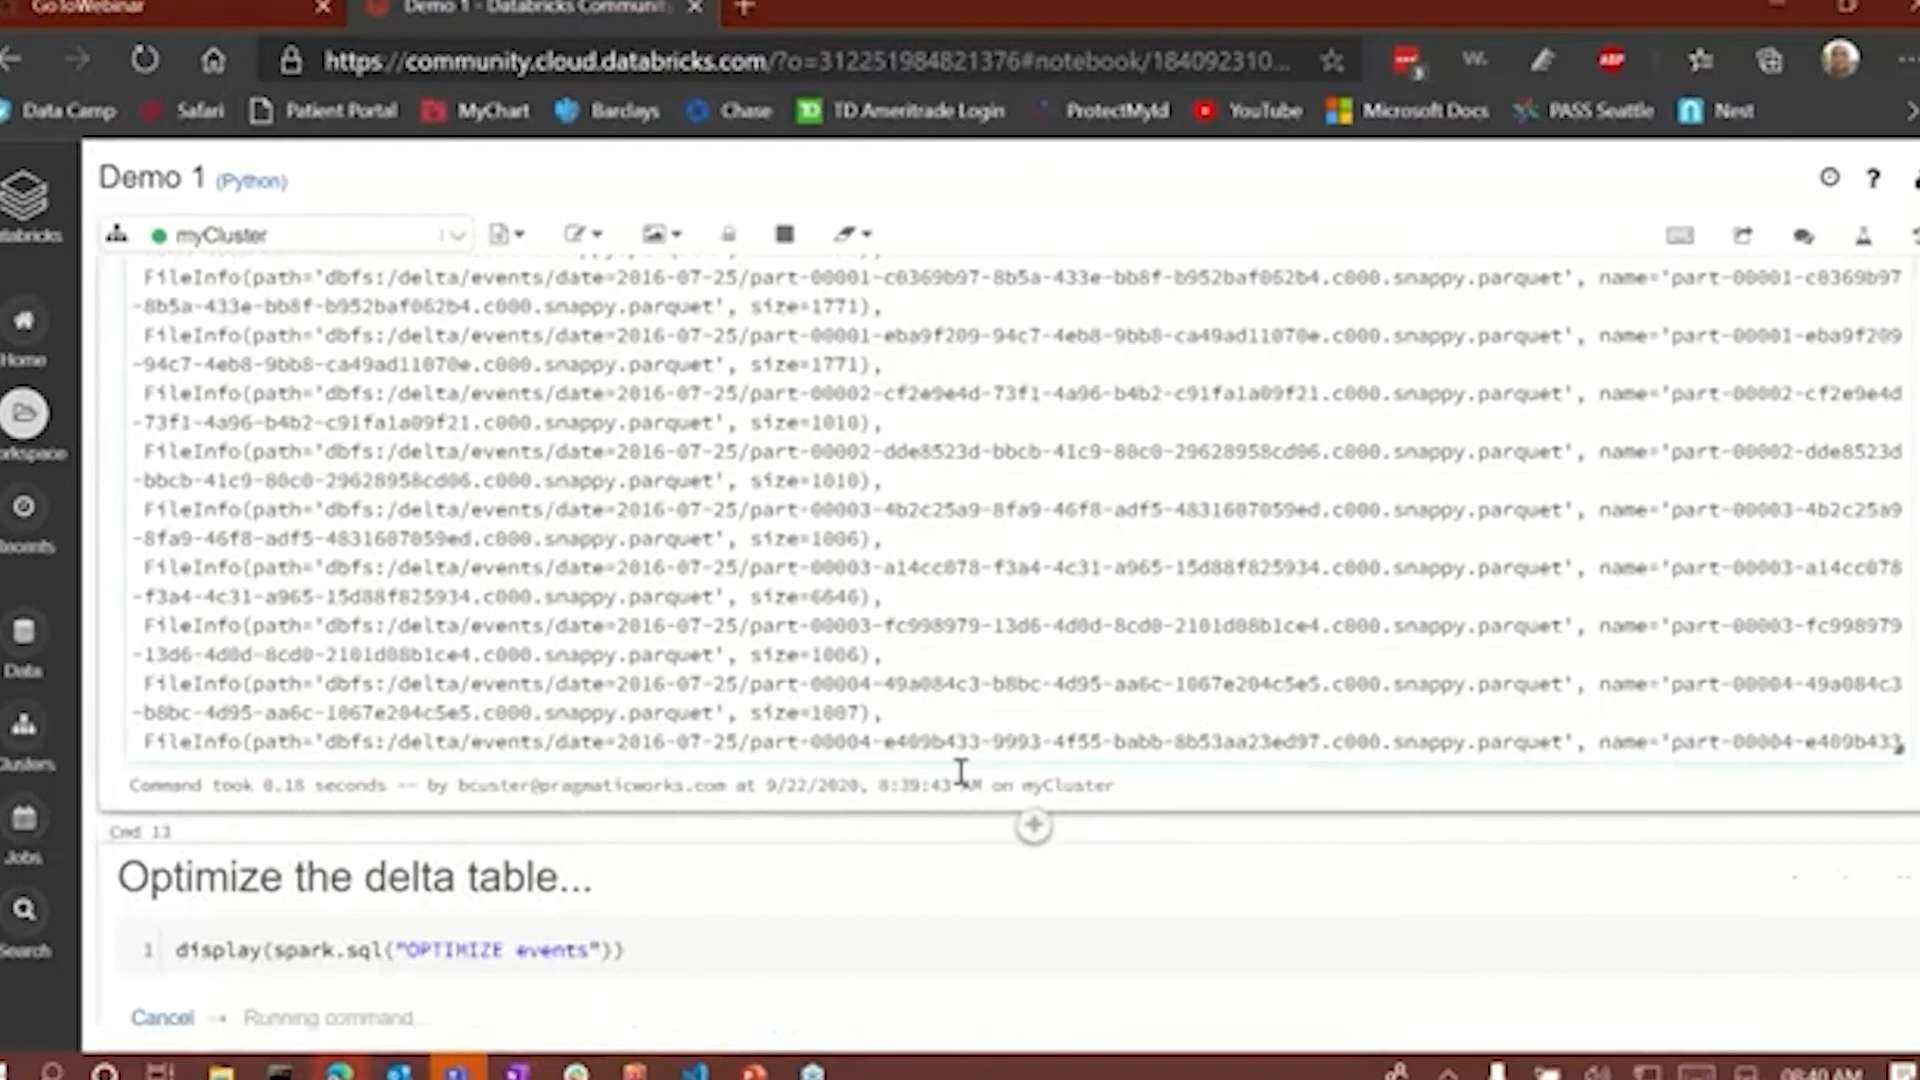 GoToWebinar
Demo 1 - Databricks Communit
https://community.cloud.databricks.com/?o=312251984821376#notebook/184092310...
Data Camp Safari Patient Portal MyChart Barclays Chase TD Ameritrade Login ProtectMyId YouTube Microsoft Docs PASS Seattle Nest
Demo 1 (Python)
myCluster
FileInfo(path='dbfs:/delta/events/date=2016-07-25/part-00001-c0369b97-8b5a-433e-bb8f-b952baf062b4.c000.snappy.parquet', name='part-00001-c0369b97
-8b5a-433e-bb8f-b952baf062b4.c000.snappy.parquet', size=1771),
FileInfo(path='dbfs:/delta/events/date=2016-07-25/part-00001-eba9f209-94c7-4eb8-9bb8-ca49ad11070e.c000.snappy.parquet', name='part-00001-eba9f209
-94c7-4eb8-9bb8-ca49ad11070e.c000.snappy.parquet', size=1771),
FileInfo(path='dbfs:/delta/events/date=2016-07-25/part-00002-cf2e9e4d-73f1-4a96-b4b2-c91fa1a09f21.c000.snappy.parquet', name='part-00002-cf2e9e4d
-73f1-4a96-b4b2-c91fa1a09f21.c000.snappy.parquet', size=1010),
FileInfo(path='dbfs:/delta/events/date=2016-07-25/part-00002-dde8523d-bbcb-41c9-80c0-29628958cd06.c000.snappy.parquet', name='part-00002-dde8523d
-bbcb-41c9-80c0-29628958cd06.c000.snappy.parquet', size=1010),
FileInfo(path='dbfs:/delta/events/date=2016-07-25/part-00003-4b2c25a9-8fa9-46f8-adf5-4831607059ed.c000.snappy.parquet', name='part-00003-4b2c25a9
-8fa9-46f8-adf5-4831607059ed.c000.snappy.parquet', size=1006),
FileInfo(path='dbfs:/delta/events/date=2016-07-25/part-00003-a14cc078-f3a4-4c31-a965-15d88f825934.c000.snappy.parquet', name='part-00003-a14cc078
-f3a4-4c31-a965-15d88f825934.c000.snappy.parquet', size=6646),
FileInfo(path='dbfs:/delta/events/date=2016-07-25/part-00003-fc998979-13d6-4d0d-8cd0-2101d08b1ce4.c000.snappy.parquet', name='part-00003-fc998979
-13d6-4d0d-8cd0-2101d08b1ce4.c000.snappy.parquet', size=1006),
FileInfo(path='dbfs:/delta/events/date=2016-07-25/part-00004-49a084c3-b8bc-4d95-aa6c-1067e204c5e5.c000.snappy.parquet', name='part-00004-49a084c3
-b8bc-4d95-aa6c-1067e204c5e5.c000.snappy.parquet', size=1007),
FileInfo(path='dbfs:/delta/events/date=2016-07-25/part-00004-e409b433-9993-4f55-babb-8b53aa23ed97.c000.snappy.parquet', name='part-00004-e409b433
Command took 0.18 seconds -- by bcuster@pragmaticworks.com at 9/22/2020, 8:39:43 AM on myCluster
Cmd 13
Optimize the delta table...
1 display(spark.sql("OPTIMIZE events"))
Cancel Running command...
Home
Recents
Data
Clusters
Jobs
Search
08:40 AM